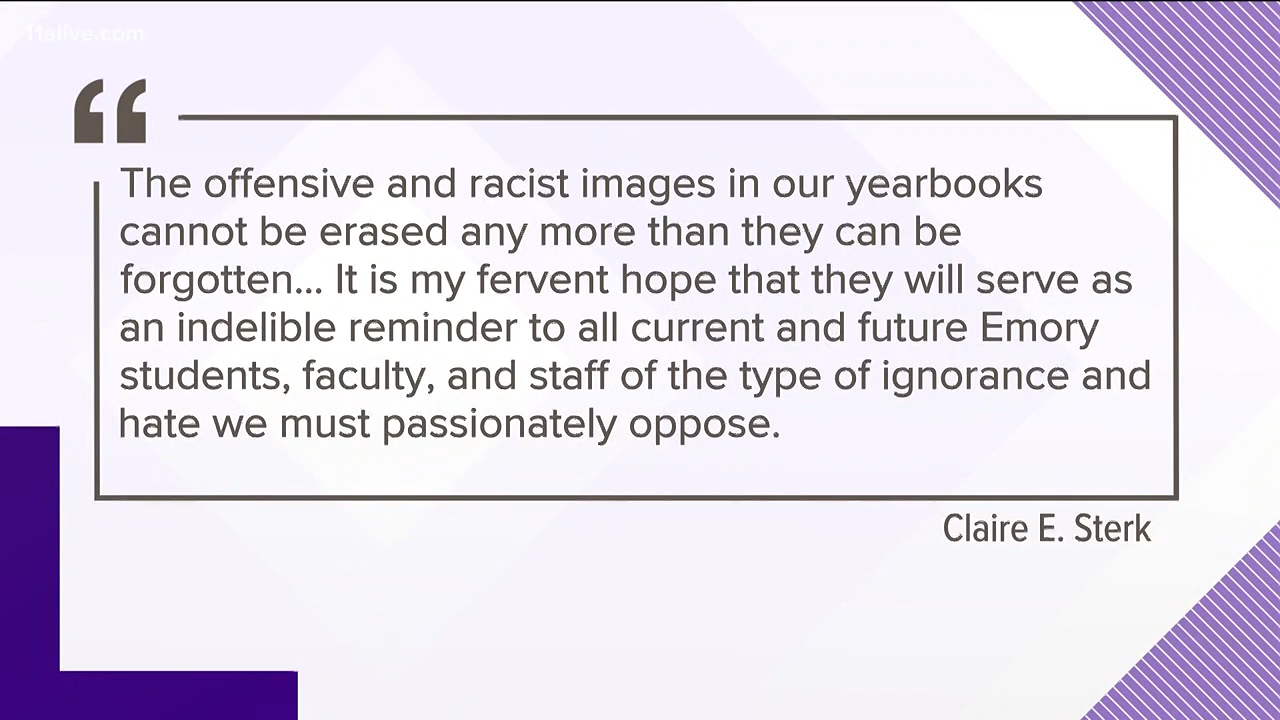 11alive.com
“
The offensive and racist images in our yearbooks
cannot be erased any more than they can be
forgotten... It is my fervent hope that they will serve as
an indelible reminder to all current and future Emory
students, faculty, and staff of the type of ignorance and
hate we must passionately oppose.
Claire E. Sterk